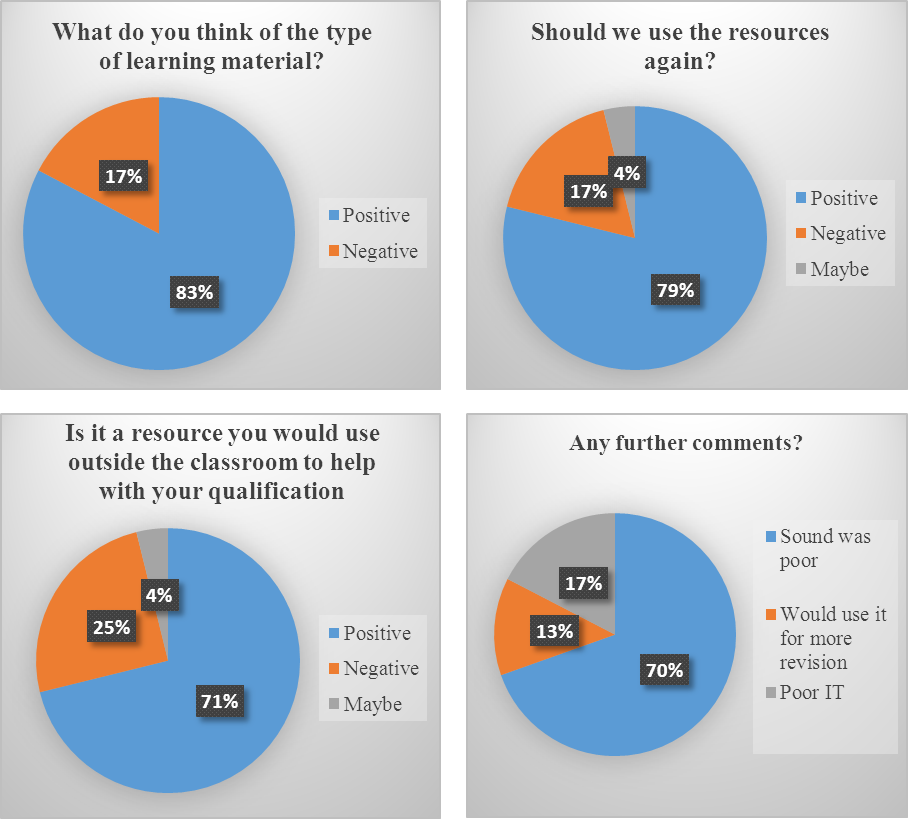 What do you think of the type
of learning material?
17%
83%
Positive
Negative
Should we use the resources
again?
4%
17%
79%
Positive
Negative
Maybe
Is it a resource you would use
outside the classroom to help
with your qualification
4%
25%
71%
Positive
Negative
Maybe
Any further comments?
17%
13%
70%
Sound was
poor
Would use it
for more
revision
Poor IT